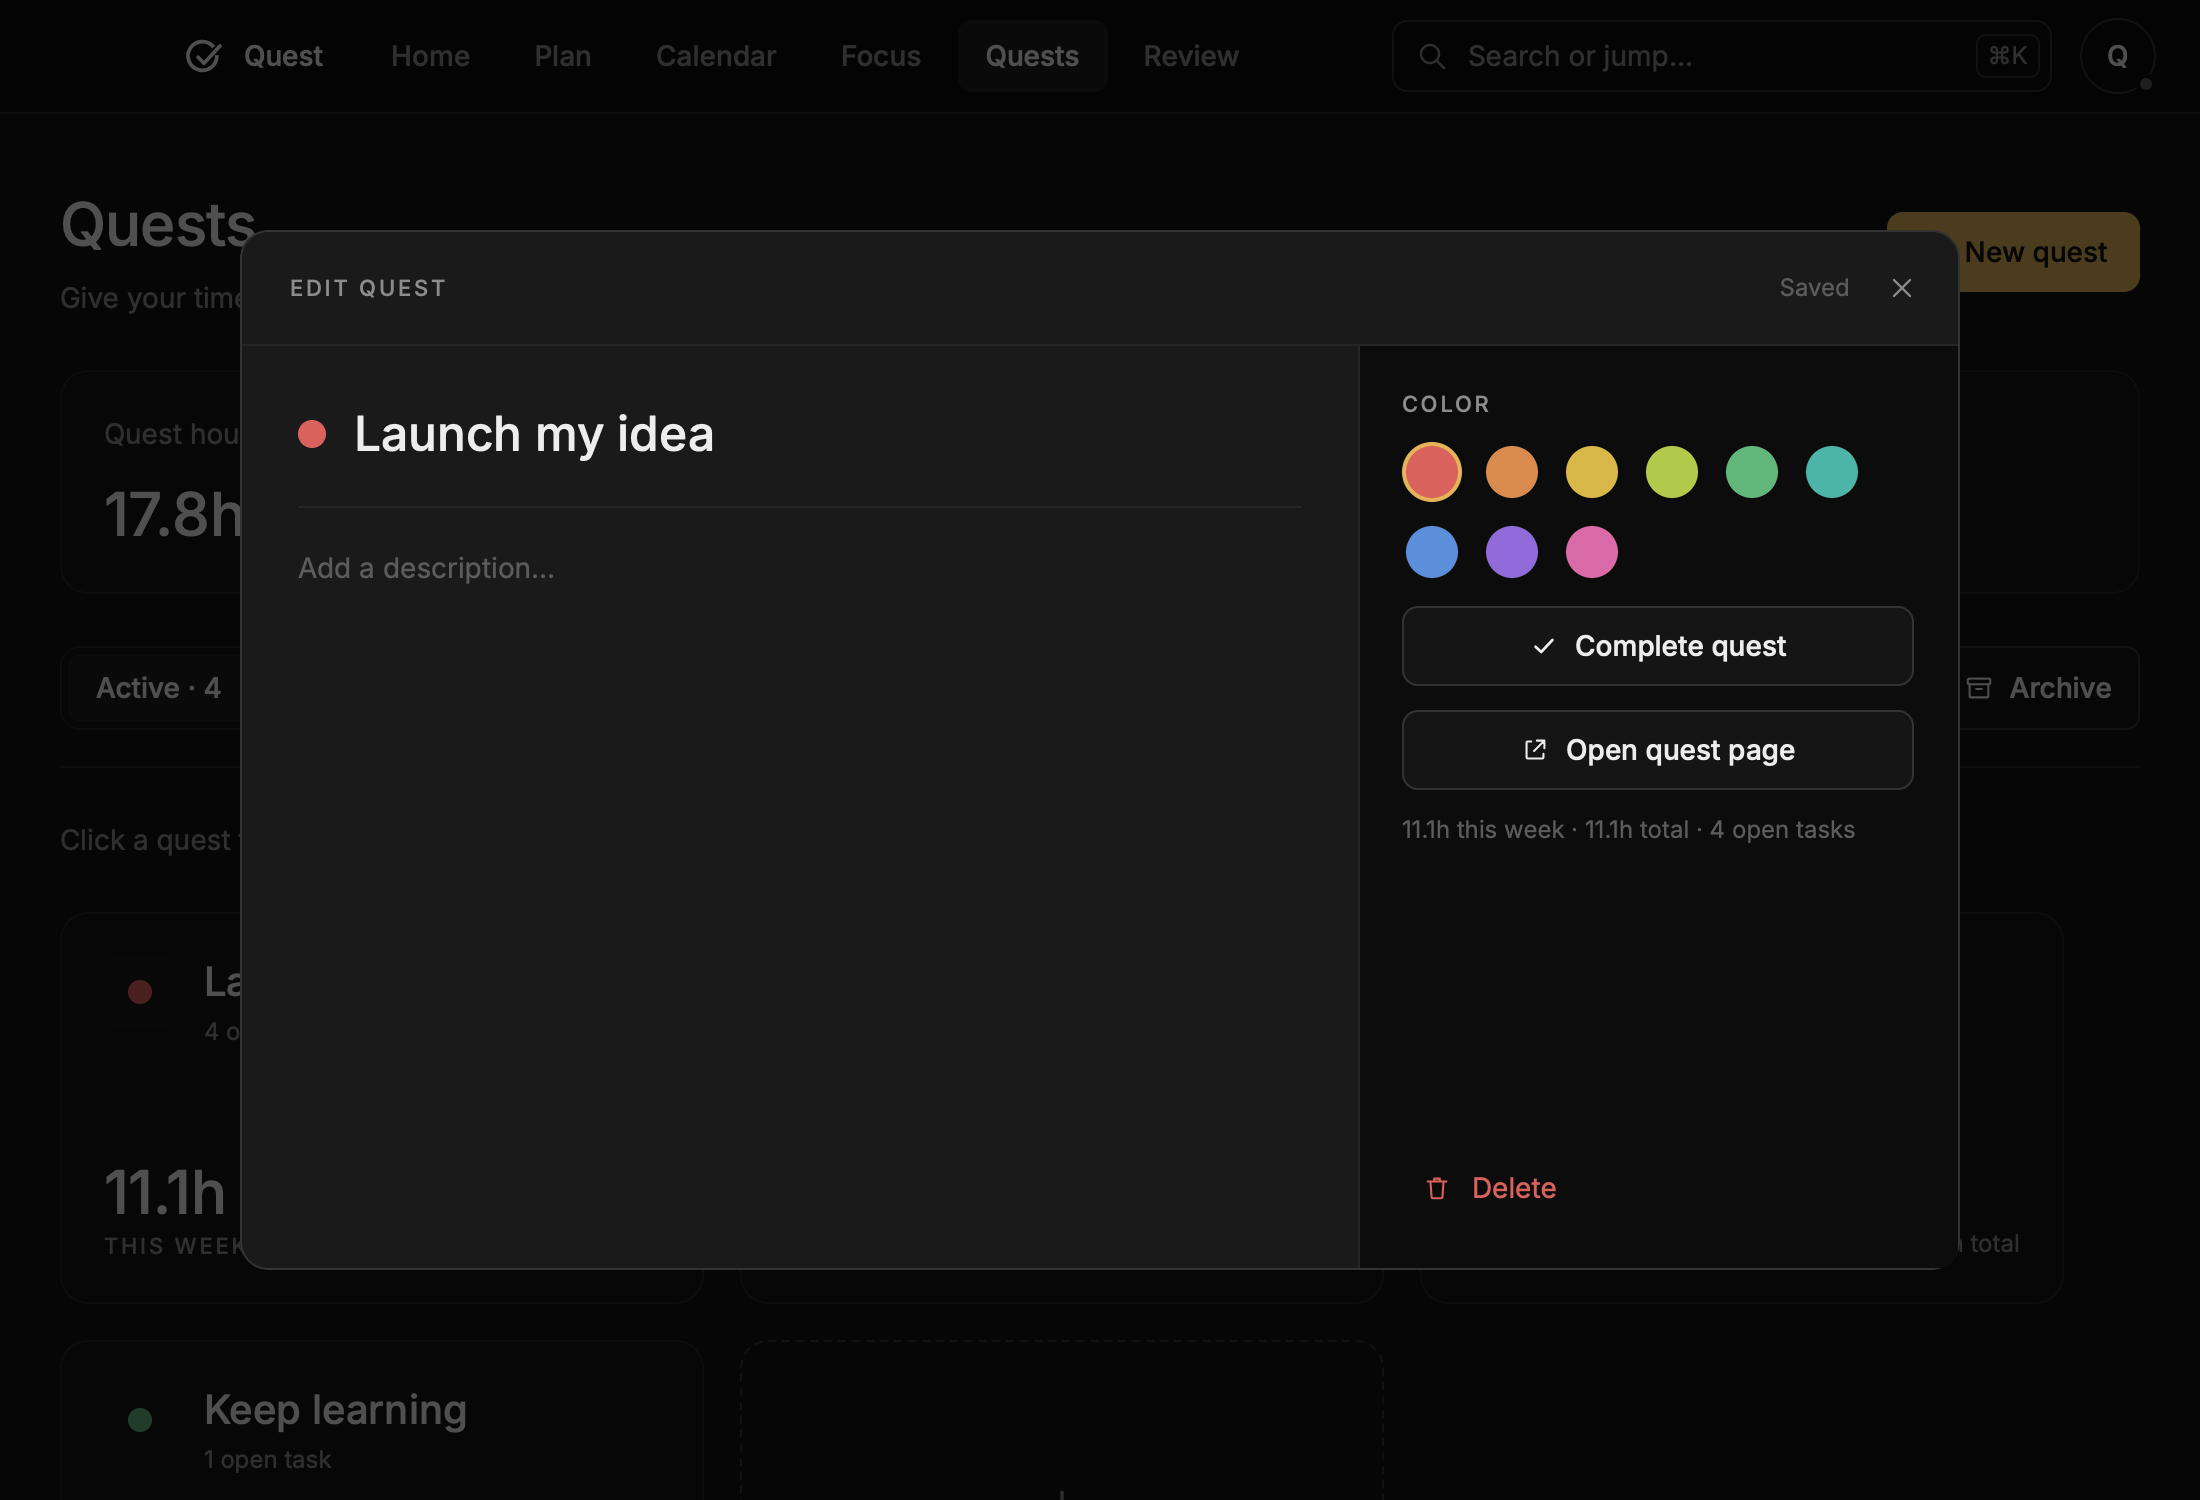 Quest Home Plan Calendar Focus Quests Review Search or jump... ⌘K Q
Quests
New quest
Give your time
EDIT QUEST Saved
COLOR
Launch my idea
Quest hou
17.8h
Add a description...
Complete quest
Active · 4
Archive
Open quest page
11.1h this week · 11.1h total · 4 open tasks
Click a quest
La
4 o
11.1h
Delete
THIS WEEK
total
Keep learning
1 open task